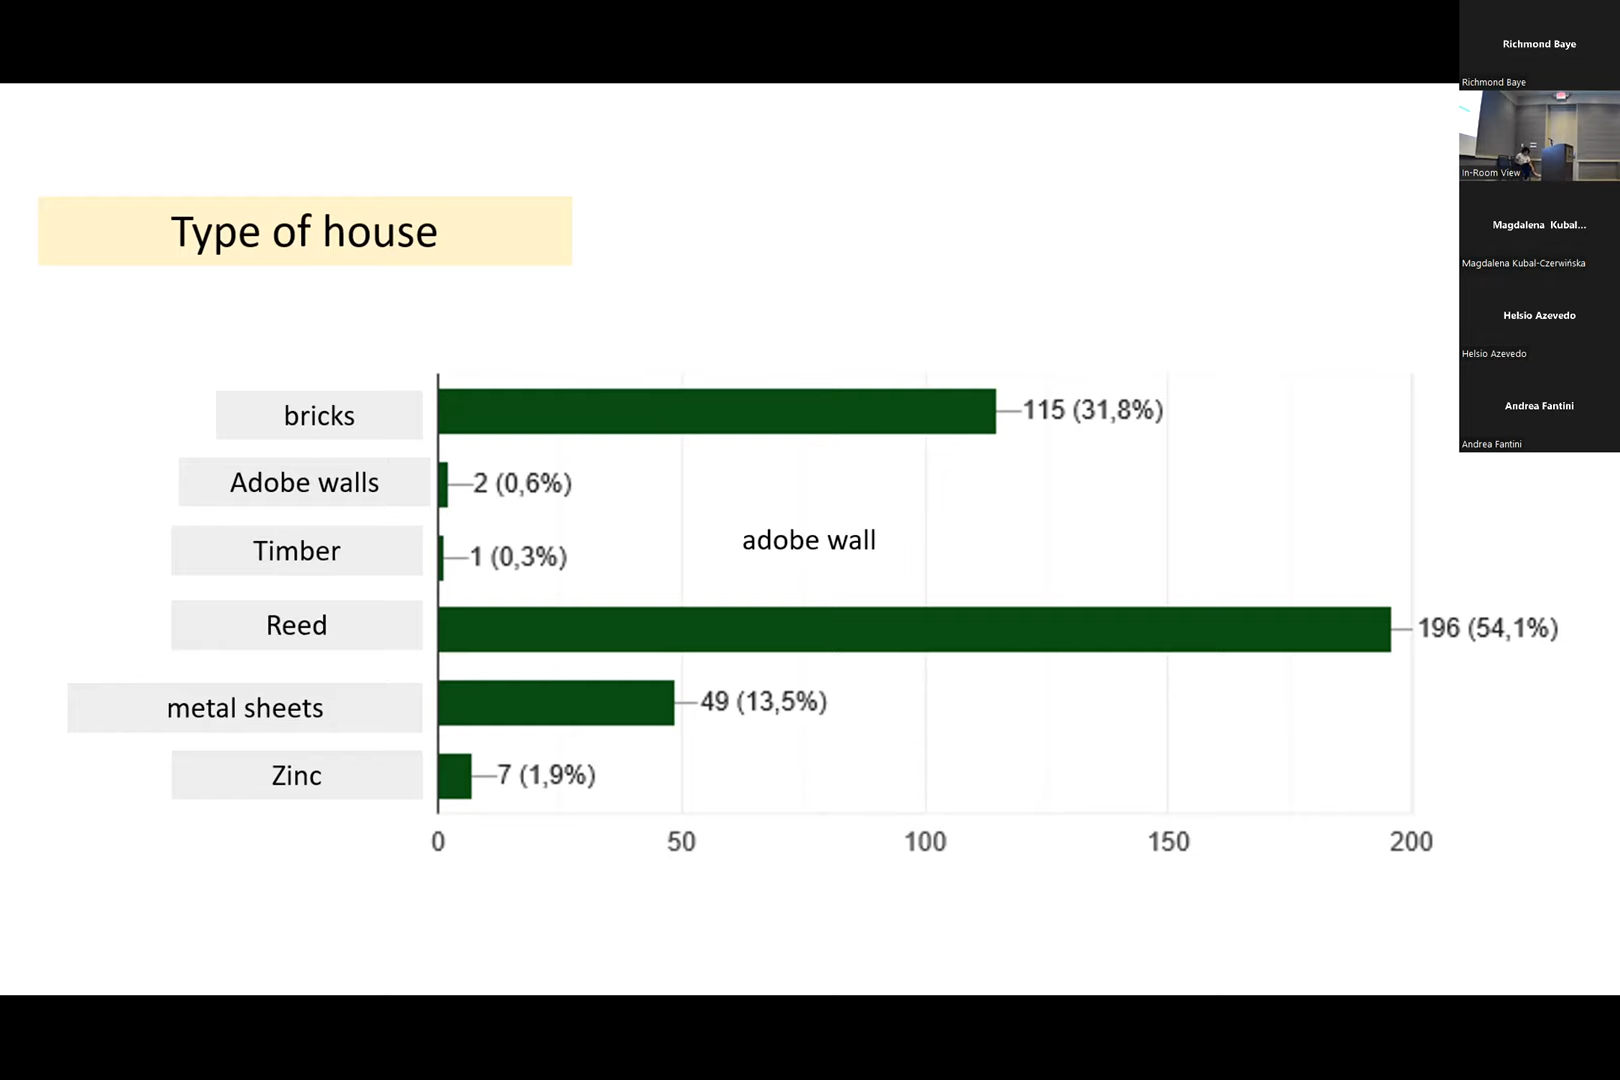 Type of house
bricks
115 (31,8%)
Adobe walls
2 (0,6%)
adobe wall
Timber
1 (0,3%)
Reed
196 (54,1%)
metal sheets
49 (13,5%)
Zinc
7 (1,9%)
0
50
100
150
200
Richmond Baye
Richmond Baye
In-Room View
Magdalena Kubal...
Magdalena Kubal-Czerwińska
Helsio Azevedo
Helsio Azevedo
Andrea Fantini
Andrea Fantini